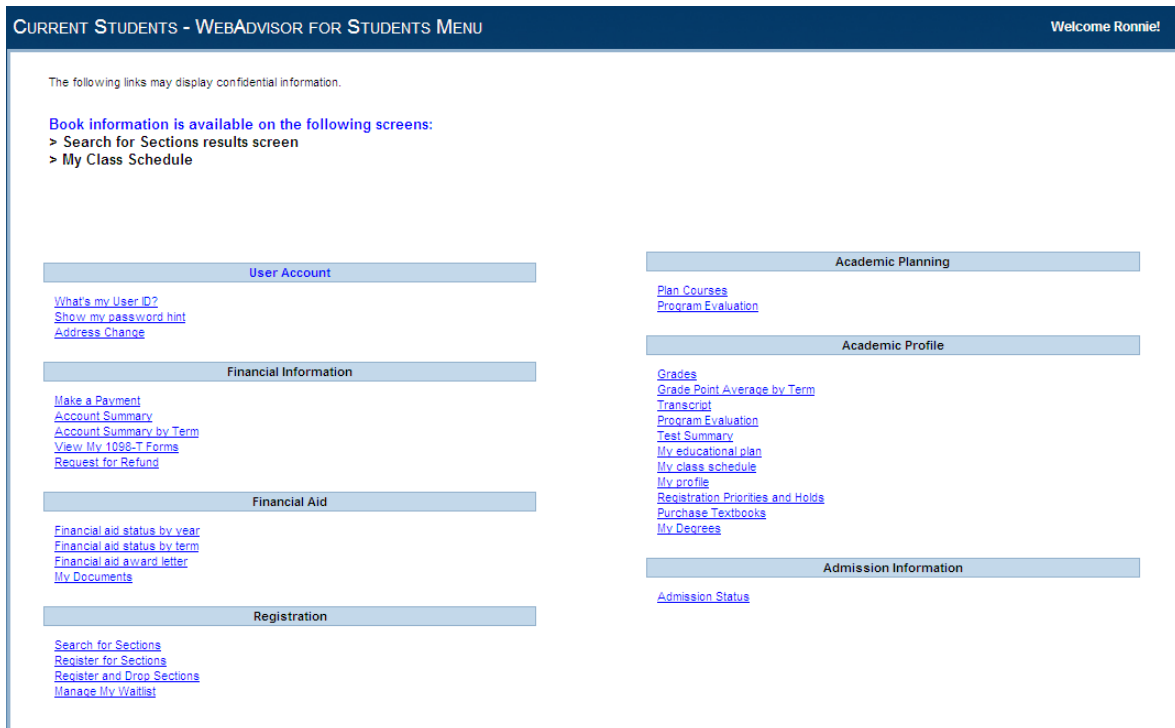 CURRENT STUDENTS - WEBADVISOR FOR STUDENTS MENU
Welcome Ronnie!
The following links may display confidential information.
Book information is available on the following screens:
> Search for Sections results screen
> My Class Schedule
User Account
What's my User ID?
Show my password hint
Address Change
Financial Information
Make a Payment
Account Summary
Account Summary by Term
View My 1098-T Forms
Request for Refund
Financial Aid
Financial aid status by year
Financial aid status by term
Financial aid award letter
My Documents
Registration
Search for Sections
Register for Sections
Register and Drop Sections
Manage My Waitlist
Academic Planning
Plan Courses
Program Evaluation
Academic Profile
Grades
Grade Point Average by Term
Transcript
Program Evaluation
Test Summary
My educational plan
My class schedule
My profile
Registration Priorities and Holds
Purchase Textbooks
My Degrees
Admission Information
Admission Status